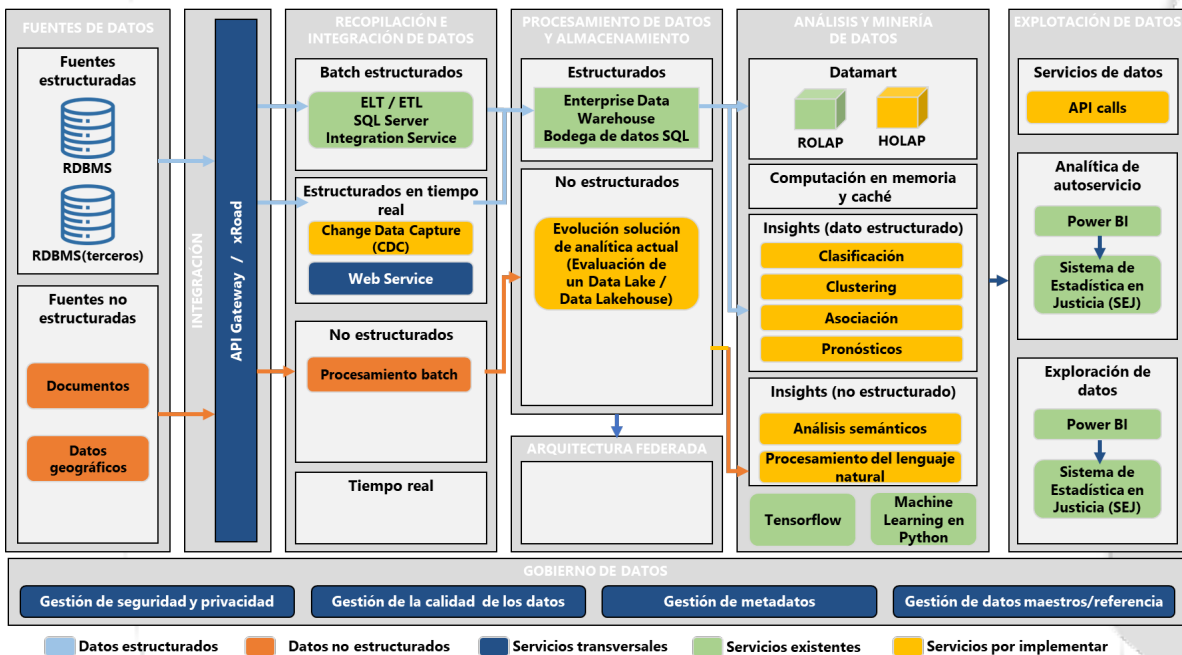 FUENTES DE DATOS
Fuentes
estructuradas
RDBMS
RDBMS(terceros)
Fuentes no
estructuradas
Documentos
Datos
geográficos
INTEGRACIÓN
API Gateway / xRoad
RECOPILACIÓN E
INTEGRACIÓN DE DATOS
Batch estructurados
ELT / ETL
SQL Server
Integration Service
Estructurados en tiempo
real
Change Data Capture
(CDC)
Web Service
No estructurados
Procesamiento batch
Tiempo real
PROCESAMIENTO DE DATOS
Y ALMACENAMIENTO
Estructurados
Enterprise Data
Warehouse
Bodega de datos SQL
No estructurados
Evolución solución
de analítica actual
(Evaluación de
un Data Lake /
Data Lakehouse)
ARQUITECTURA FEDERADA
ANÁLISIS Y MINERÍA
DE DATOS
Datamart
ROLAP
HOLAP
Computación en memoria
y caché
Insights (dato estructurado)
Clasificación
Clustering
Asociación
Pronósticos
Insights (no estructurado)
Análisis semánticos
Procesamiento del lenguaje
natural
Tensorflow
Machine
Learning en
Python
EXPLOTACIÓN DE DATOS
Servicios de datos
API calls
Analítica de
autoservicio
Power BI
Sistema de
Estadística en
Justicia (SEJ)
Exploración de
datos
Power BI
Sistema de
Estadística en
Justicia (SEJ)
GOBIERNO DE DATOS
Gestión de seguridad y privacidad
Gestión de la calidad de los datos
Gestión de metadatos
Gestión de datos maestros/referencia
Datos estructurados
Datos no estructurados
Servicios transversales
Servicios existentes
Servicios por implementar